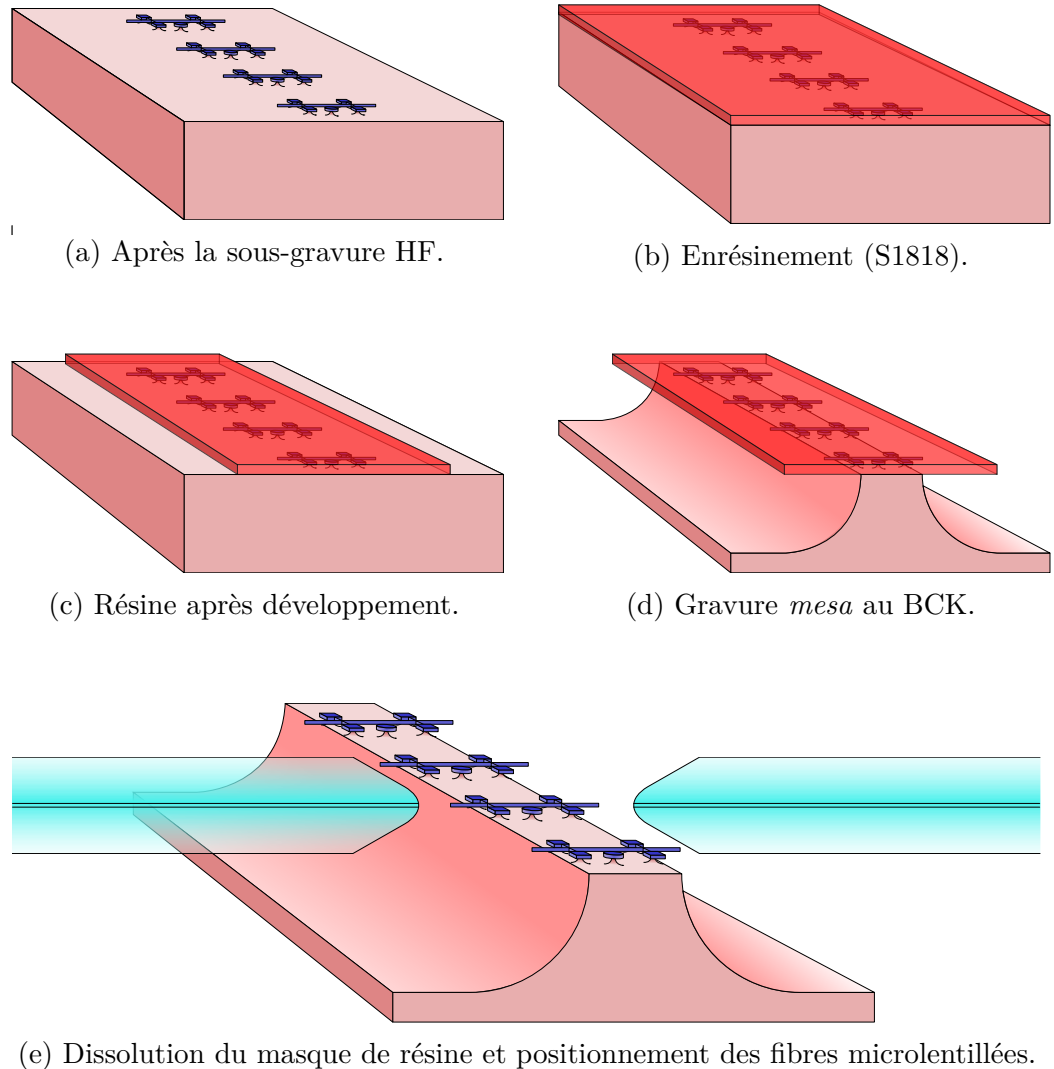 (a) Après la sous-gravure HF.
(b) Enrésinement (S1818).
(c) Résine après développement.
(d) Gravure mesa au BCK.
(e) Dissolution du masque de résine et positionnement des fibres microlentillées.